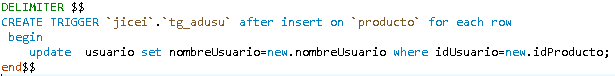 DELIMITER $$
CREATE TRIGGER `jicei`.`tg_adusu` after insert on `producto` for each row
begin
update usuario set nombreUsuario=new.nombreUsuario where idUsuario=new.idProducto;
end$$